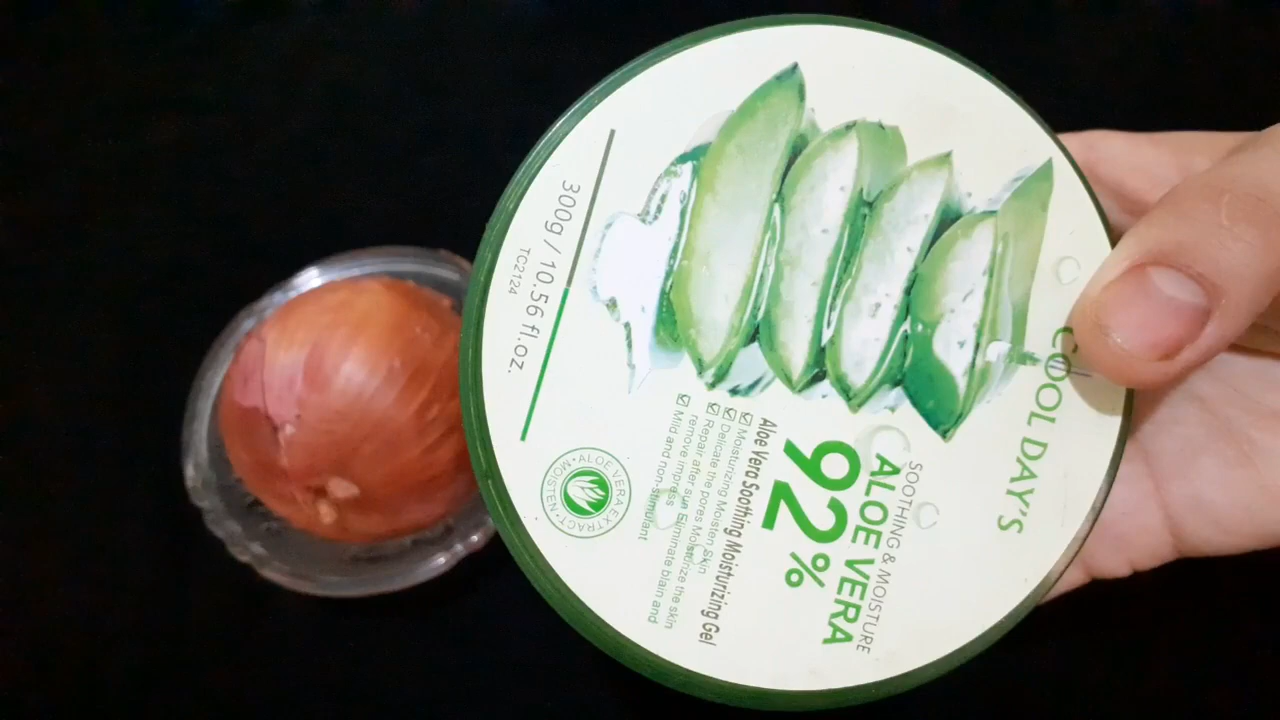 COOL DAY'S
SOOTHING & MOISTURE
ALOE VERA
92%
Aloe Vera Soothing Moisturizing Gel
Moisturizing Moisten Skin
Delicate the pores Moisturize the skin
Repair after sun Eliminate blain and
remove impress
Mild and non-stimulant
ALOE VERA EXTRACT • MOISTEN •
300g / 10.56 fl.oz.
TC2124